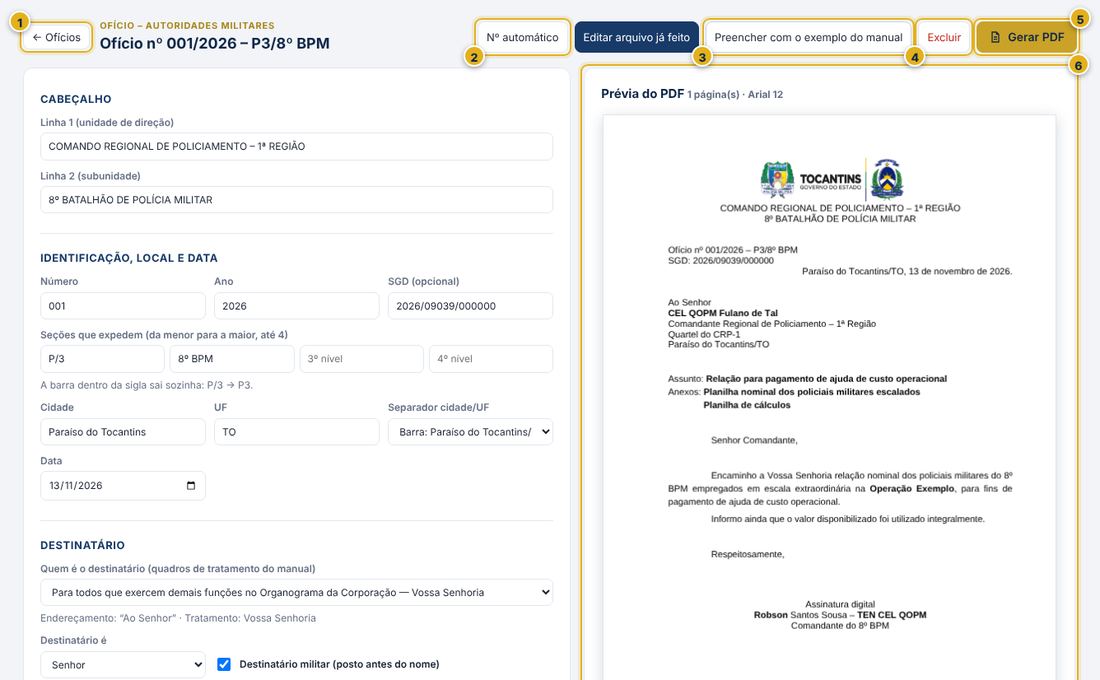 1
← Ofícios
OFÍCIO – AUTORIDADES MILITARES
Ofício nº 001/2026 – P3/8º BPM
2
Nº automático
Editar arquivo já feito
3
Preencher com o exemplo do manual
4
Excluir
5
Gerar PDF
6
CABEÇALHO
Linha 1 (unidade de direção)
COMANDO REGIONAL DE POLICIAMENTO – 1ª REGIÃO
Linha 2 (subunidade)
8º BATALHÃO DE POLÍCIA MILITAR
IDENTIFICAÇÃO, LOCAL E DATA
Número
Ano
SGD (opcional)
001
2026
2026/09039/000000
Seções que expedem (da menor para a maior, até 4)
P/3
8º BPM
3º nível
4º nível
A barra dentro da sigla sai sozinha: P/3 → P3.
Cidade
UF
Separador cidade/UF
Paraíso do Tocantins
TO
Barra: Paraíso do Tocantins/
Data
13/11/2026
DESTINATÁRIO
Quem é o destinatário (quadros de tratamento do manual)
Para todos que exercem demais funções no Organograma da Corporação — Vossa Senhoria
Endereçamento: “Ao Senhor” · Tratamento: Vossa Senhoria
Destinatário é
Senhor
Destinatário militar (posto antes do nome)
Prévia do PDF 1 página(s) · Arial 12
TOCANTINS
GOVERNO DO ESTADO
COMANDO REGIONAL DE POLICIAMENTO – 1ª REGIÃO
8º BATALHÃO DE POLÍCIA MILITAR
Ofício nº 001/2026 – P3/8º BPM
SGD: 2026/09039/000000
Paraíso do Tocantins/TO, 13 de novembro de 2026.
Ao Senhor
CEL QOPM Fulano de Tal
Comandante Regional de Policiamento – 1ª Região
Quartel do CRP-1
Paraíso do Tocantins/TO
Assunto: Relação para pagamento de ajuda de custo operacional
Anexos: Planilha nominal dos policiais militares escalados
Planilha de cálculos
Senhor Comandante,
Encaminho a Vossa Senhoria relação nominal dos policiais militares do 8º
BPM empregados em escala extraordinária na Operação Exemplo, para fins de
pagamento de ajuda de custo operacional.
Informo ainda que o valor disponibilizado foi utilizado integralmente.
Respeitosamente,
Assinatura digital
Robson Santos Sousa – TEN CEL QOPM
Comandante do 8º BPM